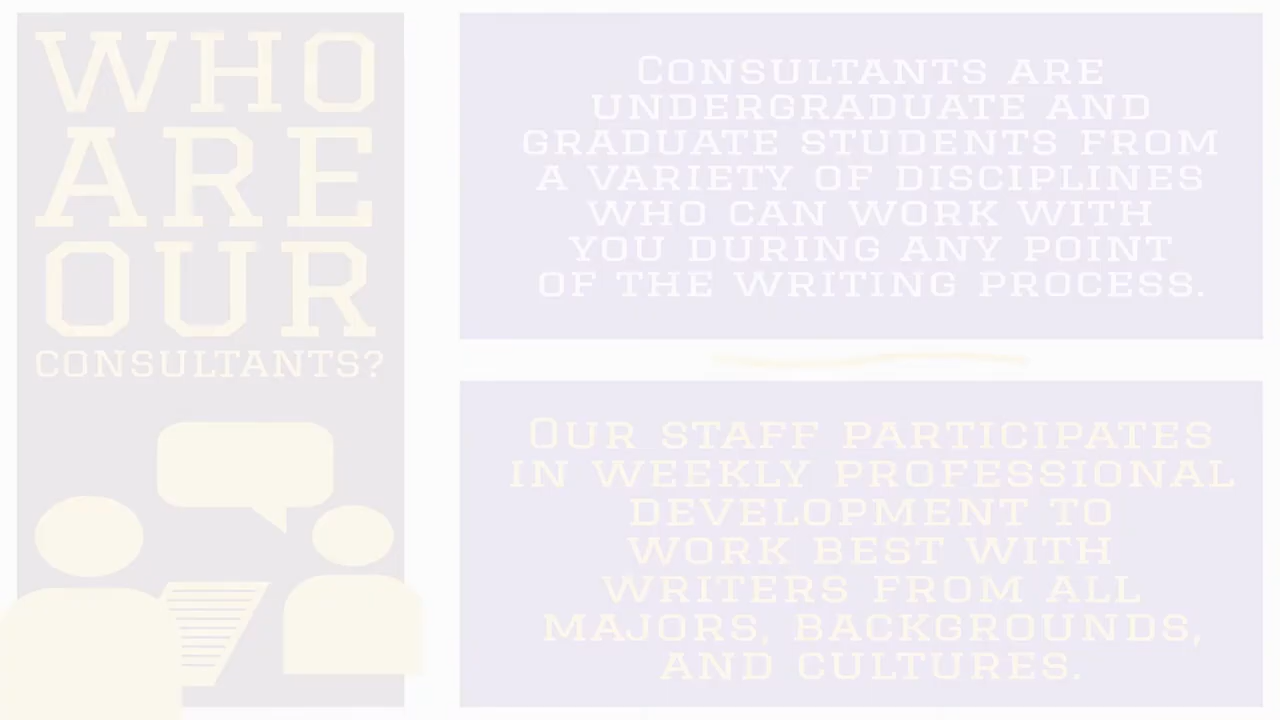 WHO
ARE
OUR
CONSULTANTS?
CONSULTANTS ARE
UNDERGRADUATE AND
GRADUATE STUDENTS FROM
A VARIETY OF DISCIPLINES
WHO CAN WORK WITH
YOU DURING ANY POINT
OF THE WRITING PROCESS.
OUR STAFF PARTICIPATES
IN WEEKLY PROFESSIONAL
DEVELOPMENT TO
WORK BEST WITH
WRITERS FROM ALL
MAJORS, BACKGROUNDS,
AND CULTURES.